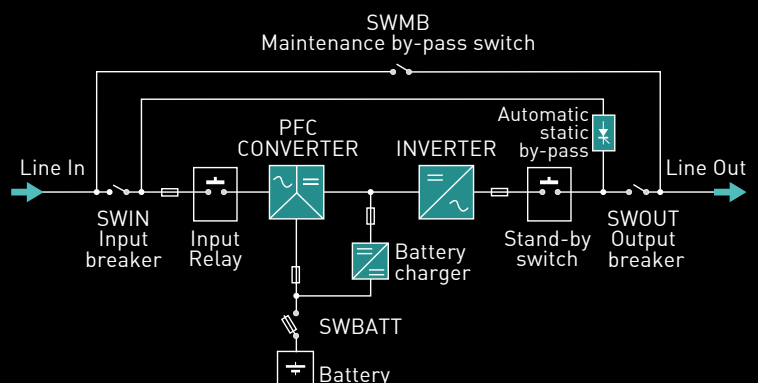 SWMB
Maintenance by-pass switch
Automatic
static
by-pass
PFC
CONVERTER
INVERTER
Line In
Line Out
SWIN
Input
breaker
Input
Relay
Battery
charger
Stand-by
switch
SWOUT
Output
breaker
SWBATT
Battery